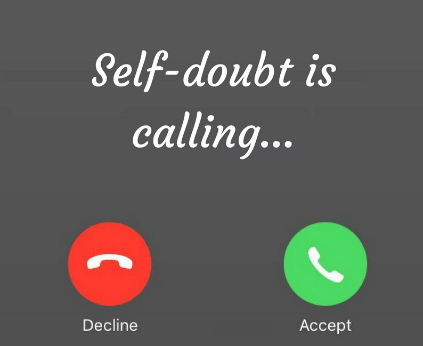 Self-doubt is
calling...
Decline
Accept